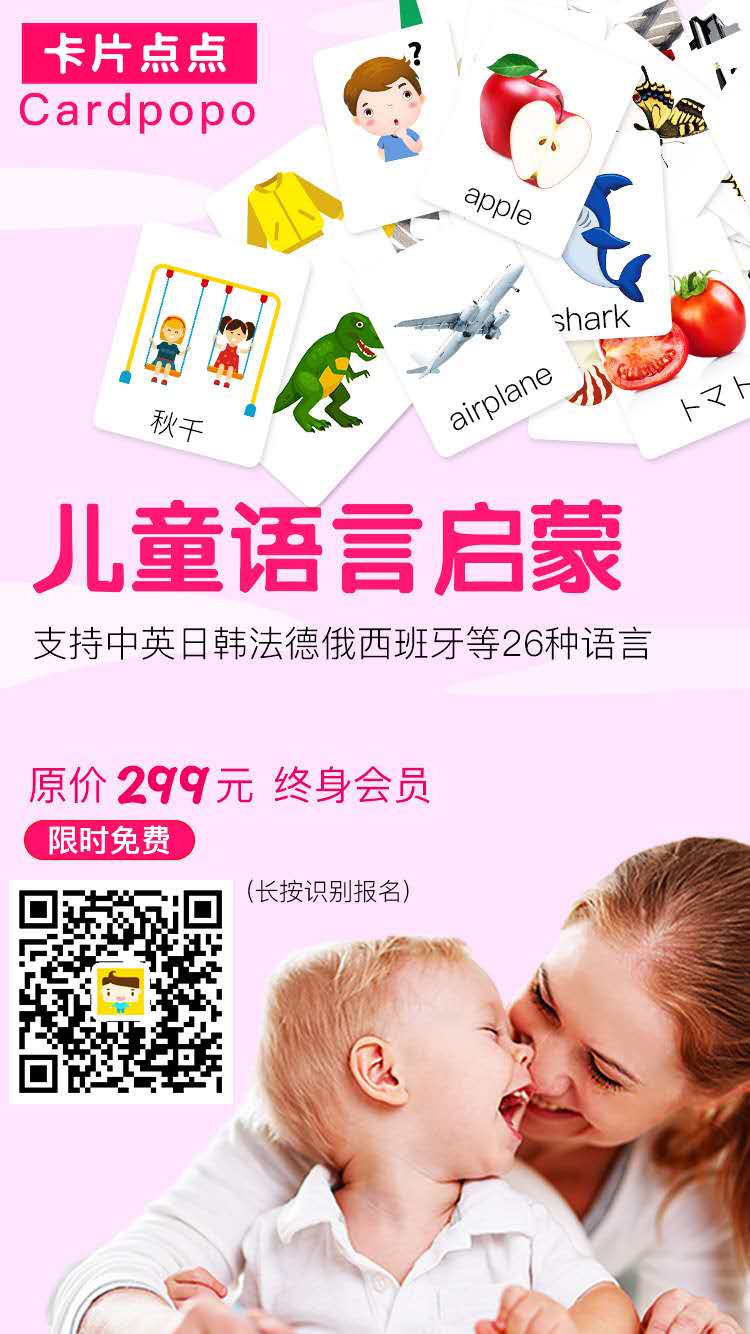 卡片点点
Cardpopo
?
apple
shark
秋千
airplane
トマト
儿童语言启蒙
支持中英日韩法德俄西班牙等26种语言
原价299元 终身会员
限时免费
(长按识别报名)